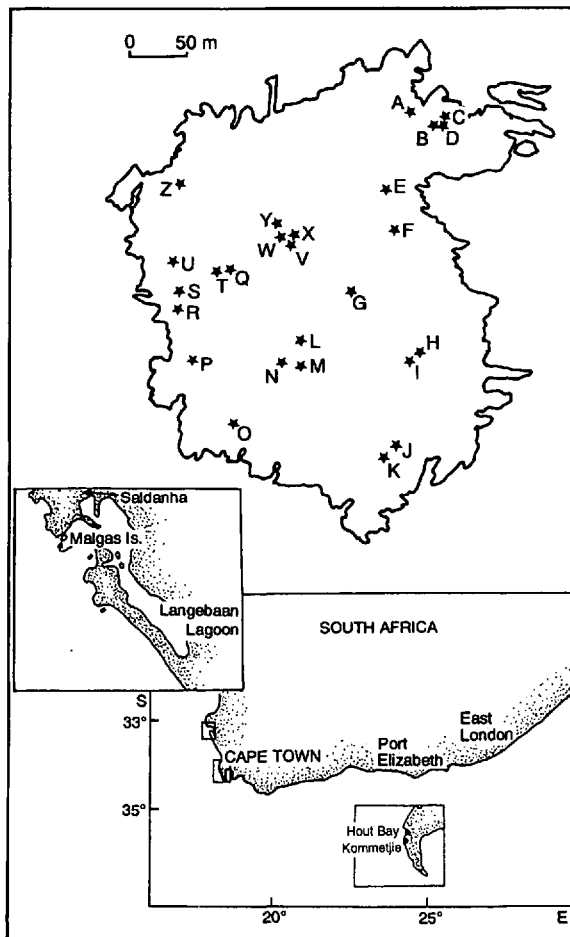 0 50 m
A
C
B D
Z
E
Y
F
W X
V
U
T Q
S
G
R
L
H
P
N M
I
O
J
K
Saldanha
Malgas Is.
Langebaan
Lagoon
SOUTH AFRICA
S
33°
East
London
Port
Elizabeth
CAPE TOWN
35°
Hout Bay
Kommetjie
20° 25° E